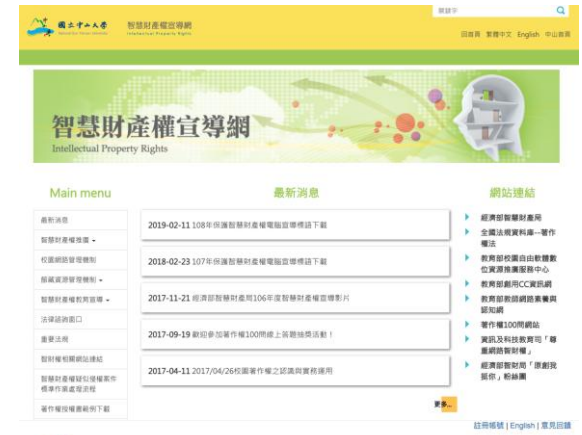 關鍵字
國立中山大學
National Sun Yat-sen University
智慧財產權宣導網
Intellectual Property Rights
回首頁 繁體中文 English 中山首頁
智慧財產權宣導網
Intellectual Property Rights
Main menu
最新消息
智慧財產權推廣
校園網路管理機制
館藏資源管理機制
智慧財產權教育宣導
法律諮詢窗口
重要法規
智財權相關網站連結
智慧財產權疑似侵權案件
標準作業處理流程
著作權授權書範例下載
最新消息
2019-02-11 108年保護智慧財產權電腦宣導標語下載
2018-02-23 107年保護智慧財產權電腦宣導標語下載
2017-11-21 經濟部智慧財產局106年度智慧財產權宣導影片
2017-09-19 歡迎參加著作權100問線上答題抽獎活動！
2017-04-11 2017/04/26校園著作權之認識與實務運用
更多...
網站連結
經濟部智慧財產局
全國法規資料庫--著作
權法
教育部校園自由軟體數
位資源推廣服務中心
教育部創用CC資訊網
教育部教師網路素養與
認知網
著作權100問網站
資訊及科技教育司「尊
重網路智財權」
經濟部智財局「原創我
挺你」粉絲團
註冊帳號 | English | 意見回饋